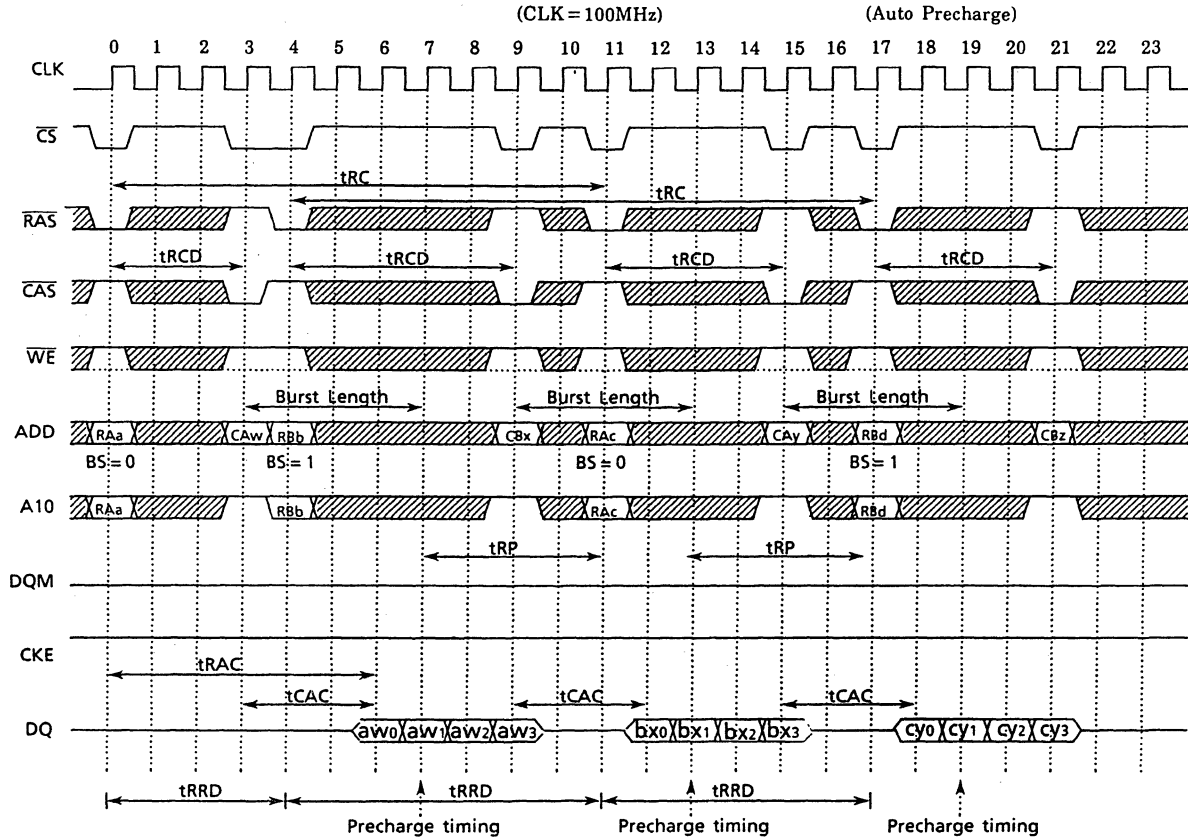 (CLK=100MHz) (Auto Precharge)
0 1 2 3 4 5 6 7 8 9 10 11 12 13 14 15 16 17 18 19 20 21 22 23
CLK
CS
tRC
tRC
RAS
tRCD tRCD tRCD tRCD
CAS
WE
Burst Length Burst Length Burst Length
ADD RAa CAw RBb CBx RAc CAy RBd CBz
BS=0 BS=1 BS=0 BS=1
A10 RAa RBb RAc RBd
tRP tRP
DQM
CKE
tRAC
tCAC tCAC tCAC
DQ aw0 aw1 aw2 aw3 bx0 bx1 bx2 bx3 cy0 cy1 cy2 cy3
tRRD tRRD tRRD
Precharge timing Precharge timing Precharge timing